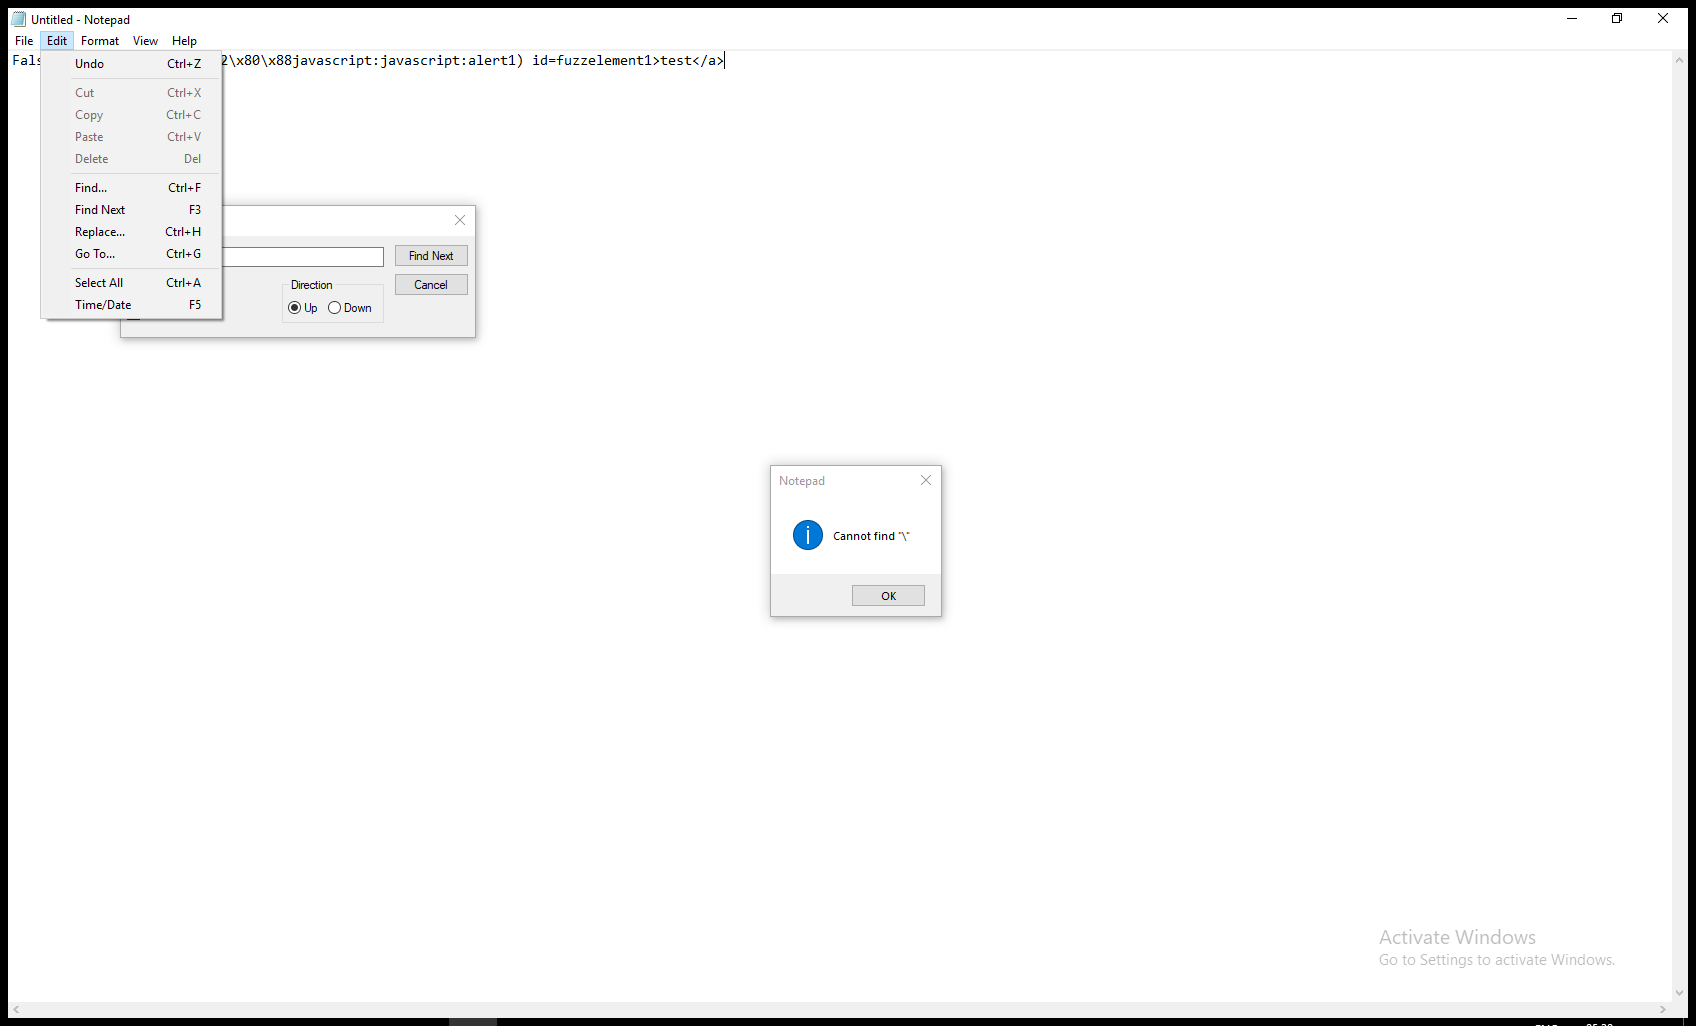 Untitled - Notepad
File Edit Format View Help
\x80\x88javascript:javascript:alert1) id=fuzzelement1>test</a>
Undo Ctrl+Z
Cut Ctrl+X
Copy Ctrl+C
Paste Ctrl+V
Delete Del
Find... Ctrl+F
Find Next F3
Replace... Ctrl+H
Go To... Ctrl+G
Select All Ctrl+A
Time/Date F5
Find Next
Cancel
Direction
Up Down
Notepad
Cannot find "\"
OK
Activate Windows
Go to Settings to activate Windows.